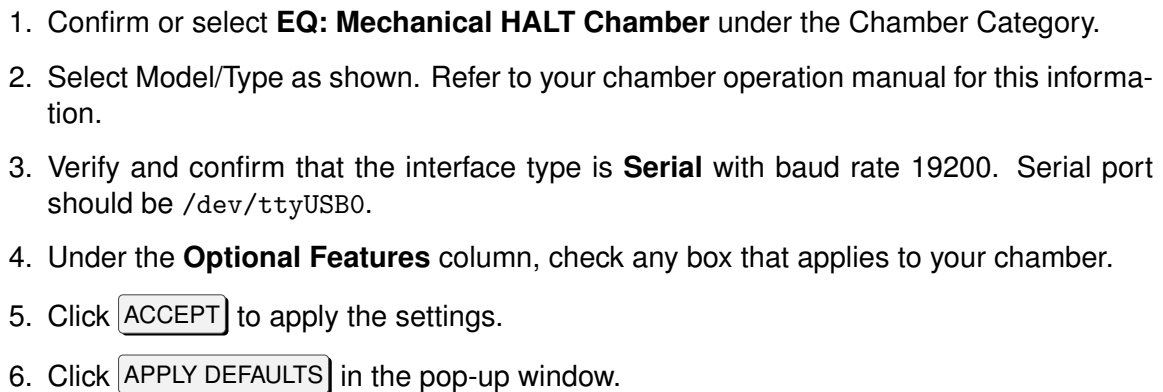 1. Confirm or select EQ: Mechanical HALT Chamber under the Chamber Category.
2. Select Model/Type as shown. Refer to your chamber operation manual for this informa-
tion.
3. Verify and confirm that the interface type is Serial with baud rate 19200. Serial port
should be /dev/ttyUSB0.
4. Under the Optional Features column, check any box that applies to your chamber.
5. Click ACCEPT to apply the settings.
6. Click APPLY DEFAULTS in the pop-up window.